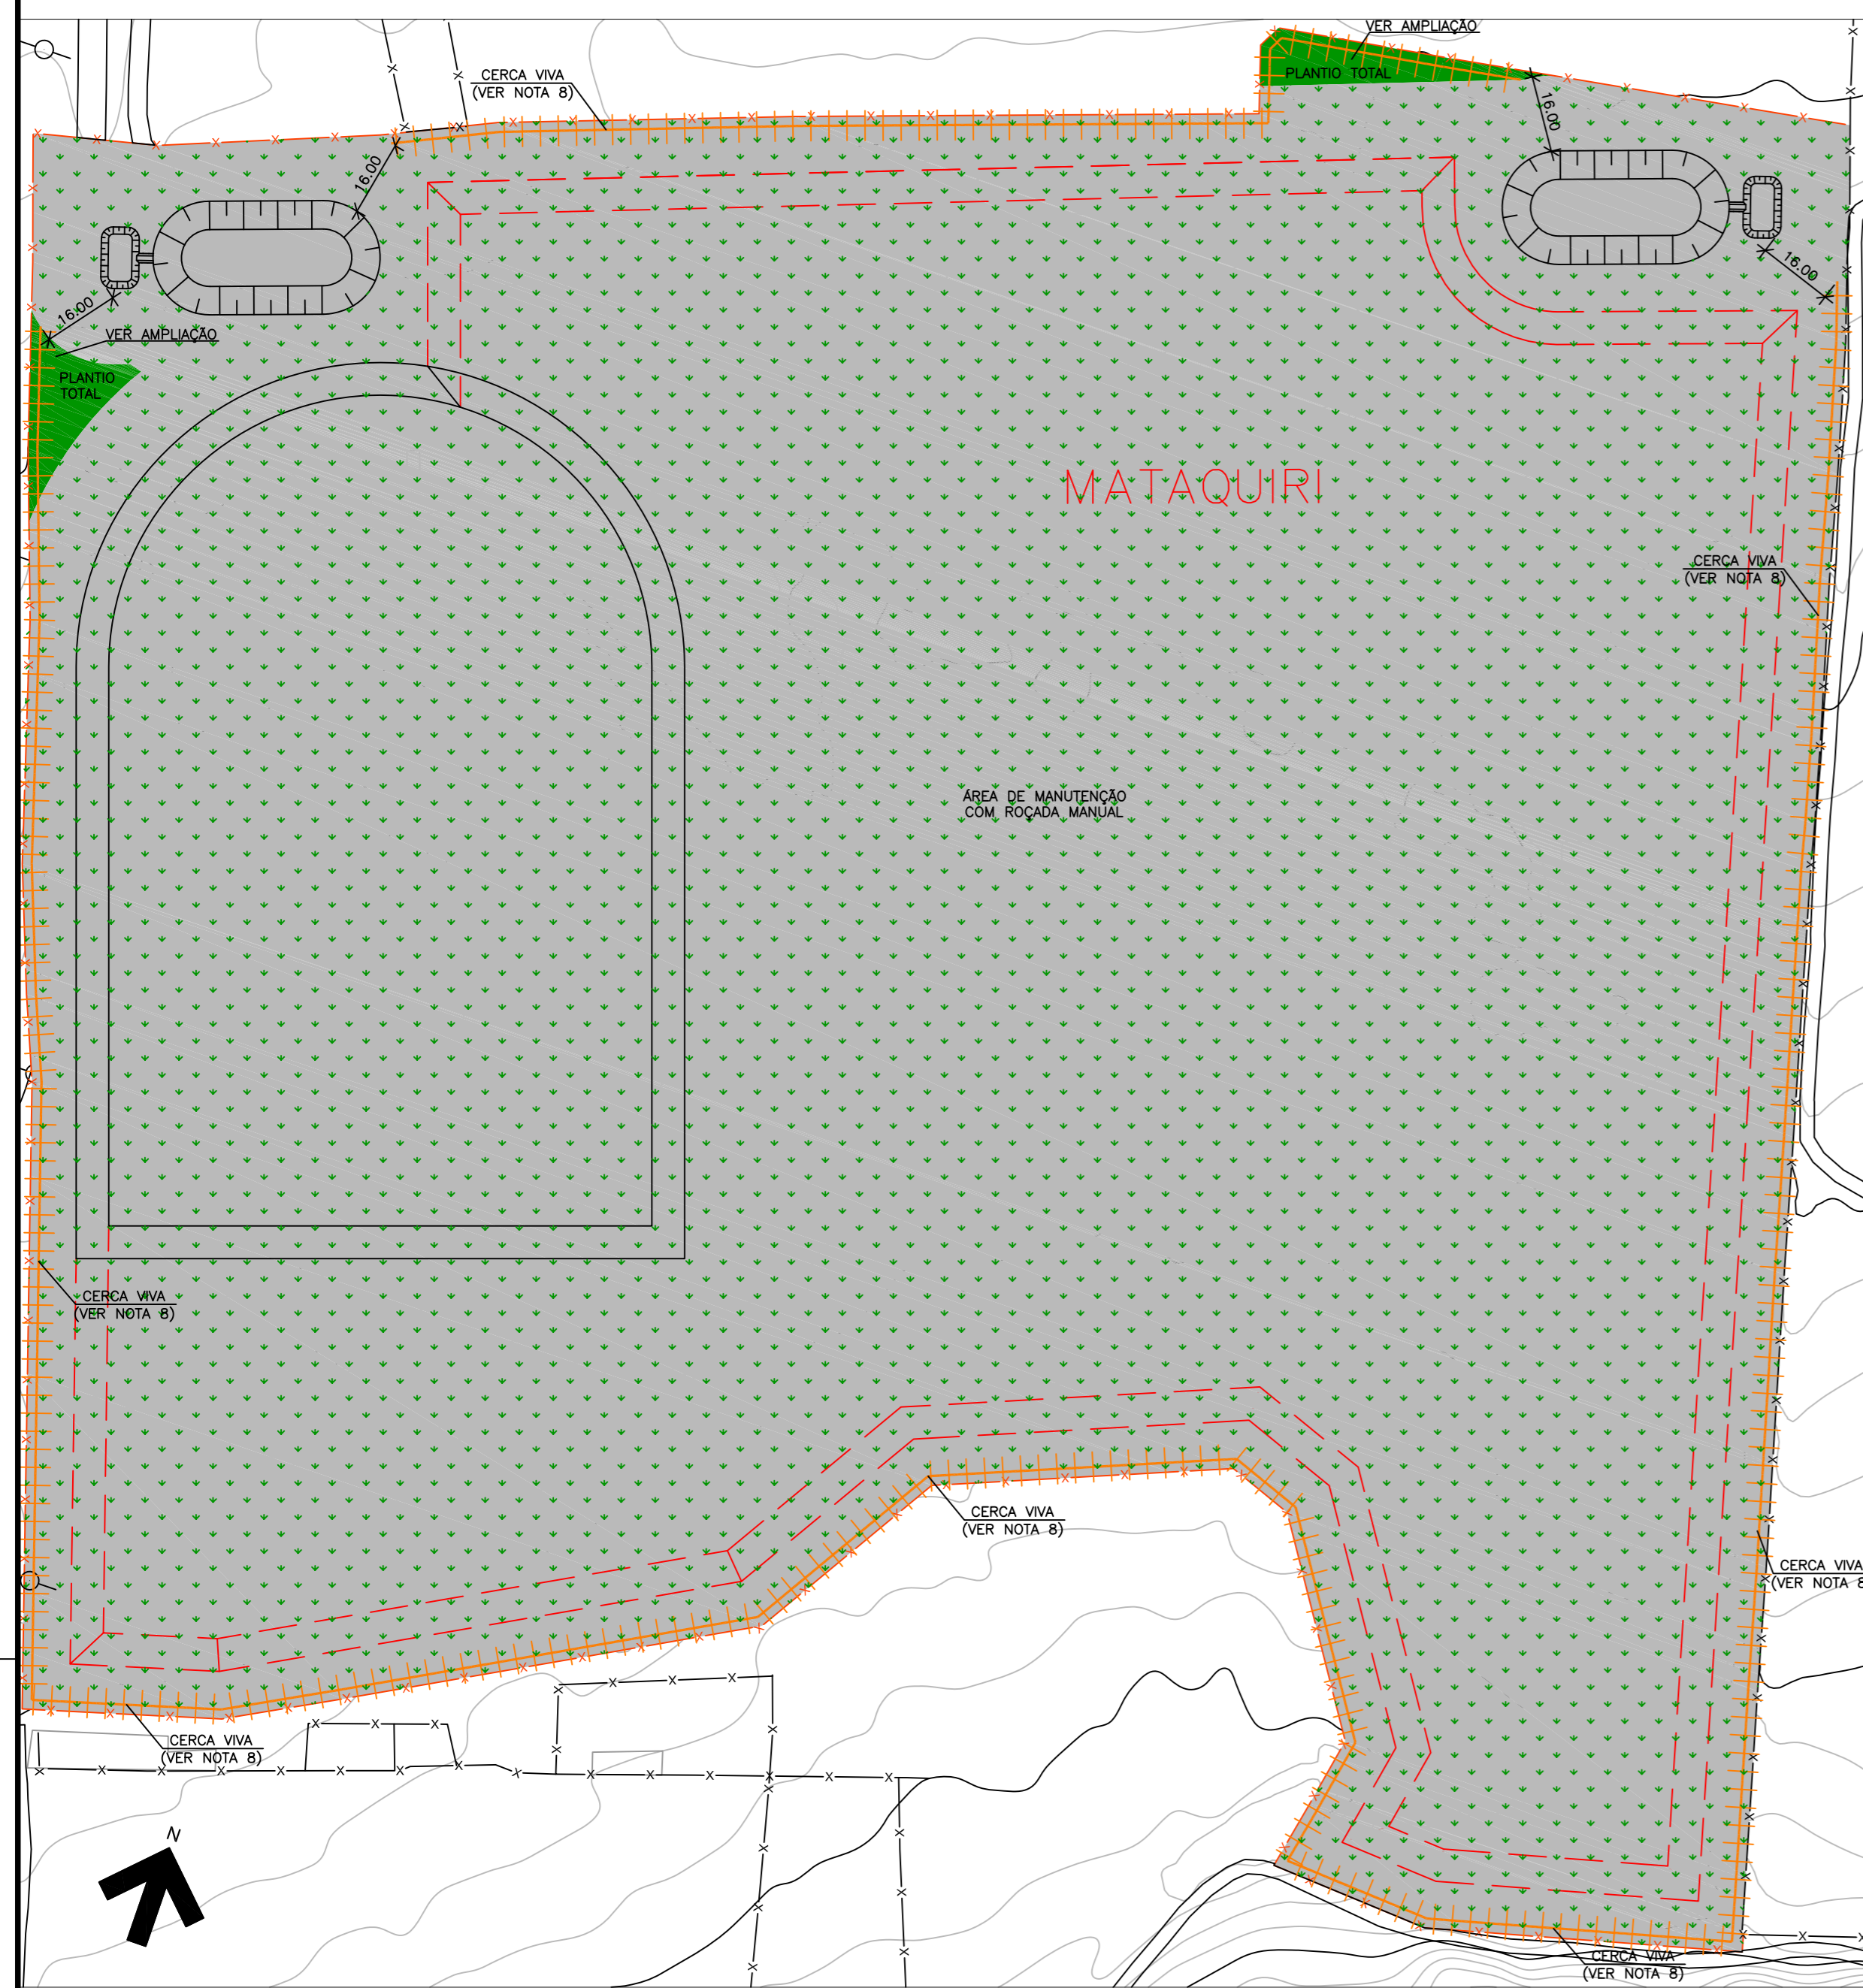 VER AMPLIAÇÃO
PLANTIO TOTAL
CERCA VIVA
(VER NOTA 8)
16.00
16.00
16.00
16.00
VER AMPLIAÇÃO
PLANTIO
TOTAL
MATAQUIRI
CERCA VIVA
(VER NOTA 8)
ÁREA DE MANUTENÇÃO
COM ROÇADA MANUAL
CERCA VIVA
(VER NOTA 8)
CERCA VIVA
(VER NOTA 8)
CERCA VIVA
(VER NOTA 8
CERCA VIVA
(VER NOTA 8)
N
CERCA VIVA
(VER NOTA 8)